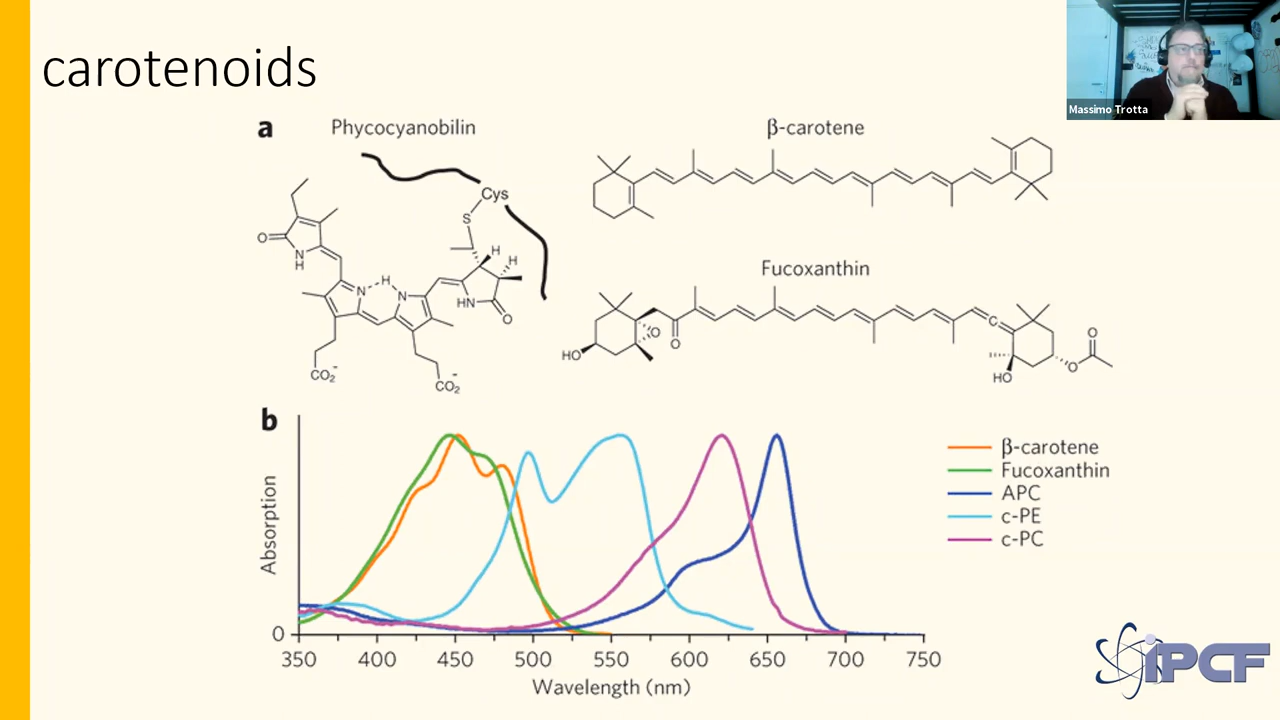 carotenoids
Massimo Trotta
a
Phycocyanobilin
β-carotene
Cys
S
H
H
O
N
H
H
N
N
HN
O
CO2-
CO2-
Fucoxanthin
HO
O
O
C
HO
O
O
b
Absorption
0
350 400 450 500 550 600 650 700 750
Wavelength (nm)
β-carotene
Fucoxanthin
APC
c-PE
c-PC
iPCF